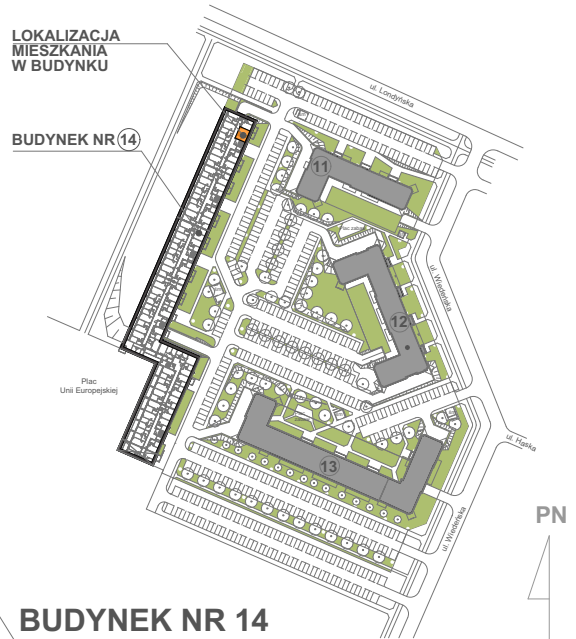 LOKALIZACJA
MIESZKANIA
W BUDYNKU
ul. Londyńska
BUDYNEK NR 14
11
ul. Wiedeńska
12
Plac
Unii Europejskiej
ul. Haska
13
ul. Wiedeńska
PN
BUDYNEK NR 14